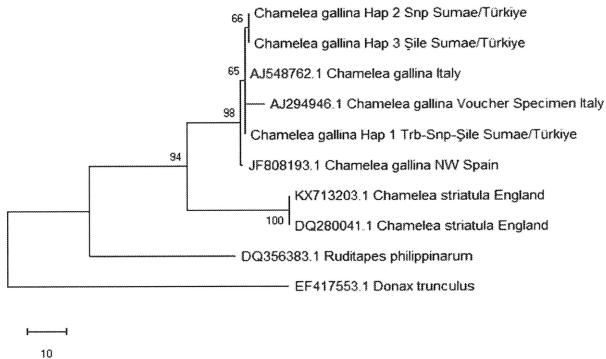 66
Chamelea gallina Hap 2 Snp Sumae/Türkiye
Chamelea gallina Hap 3 Şile Sumae/Türkiye
65
AJ548762.1 Chamelea gallina Italy
AJ294946.1 Chamelea gallina Voucher Specimen Italy
98
Chamelea gallina Hap 1 Trb-Snp-Şile Sumae/Türkiye
94
JF808193.1 Chamelea gallina NW Spain
KX713203.1 Chamelea striatula England
100
DQ280041.1 Chamelea striatula England
DQ356383.1 Ruditapes philippinarum
EF417553.1 Donax trunculus
10